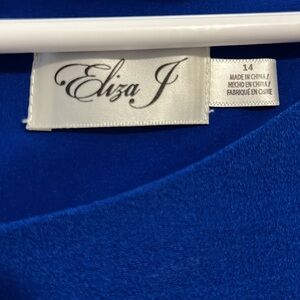 Eliza J
14
MADE IN CHINA /
HECHO EN CHINA /
FABRIQUÉ EN CHINE